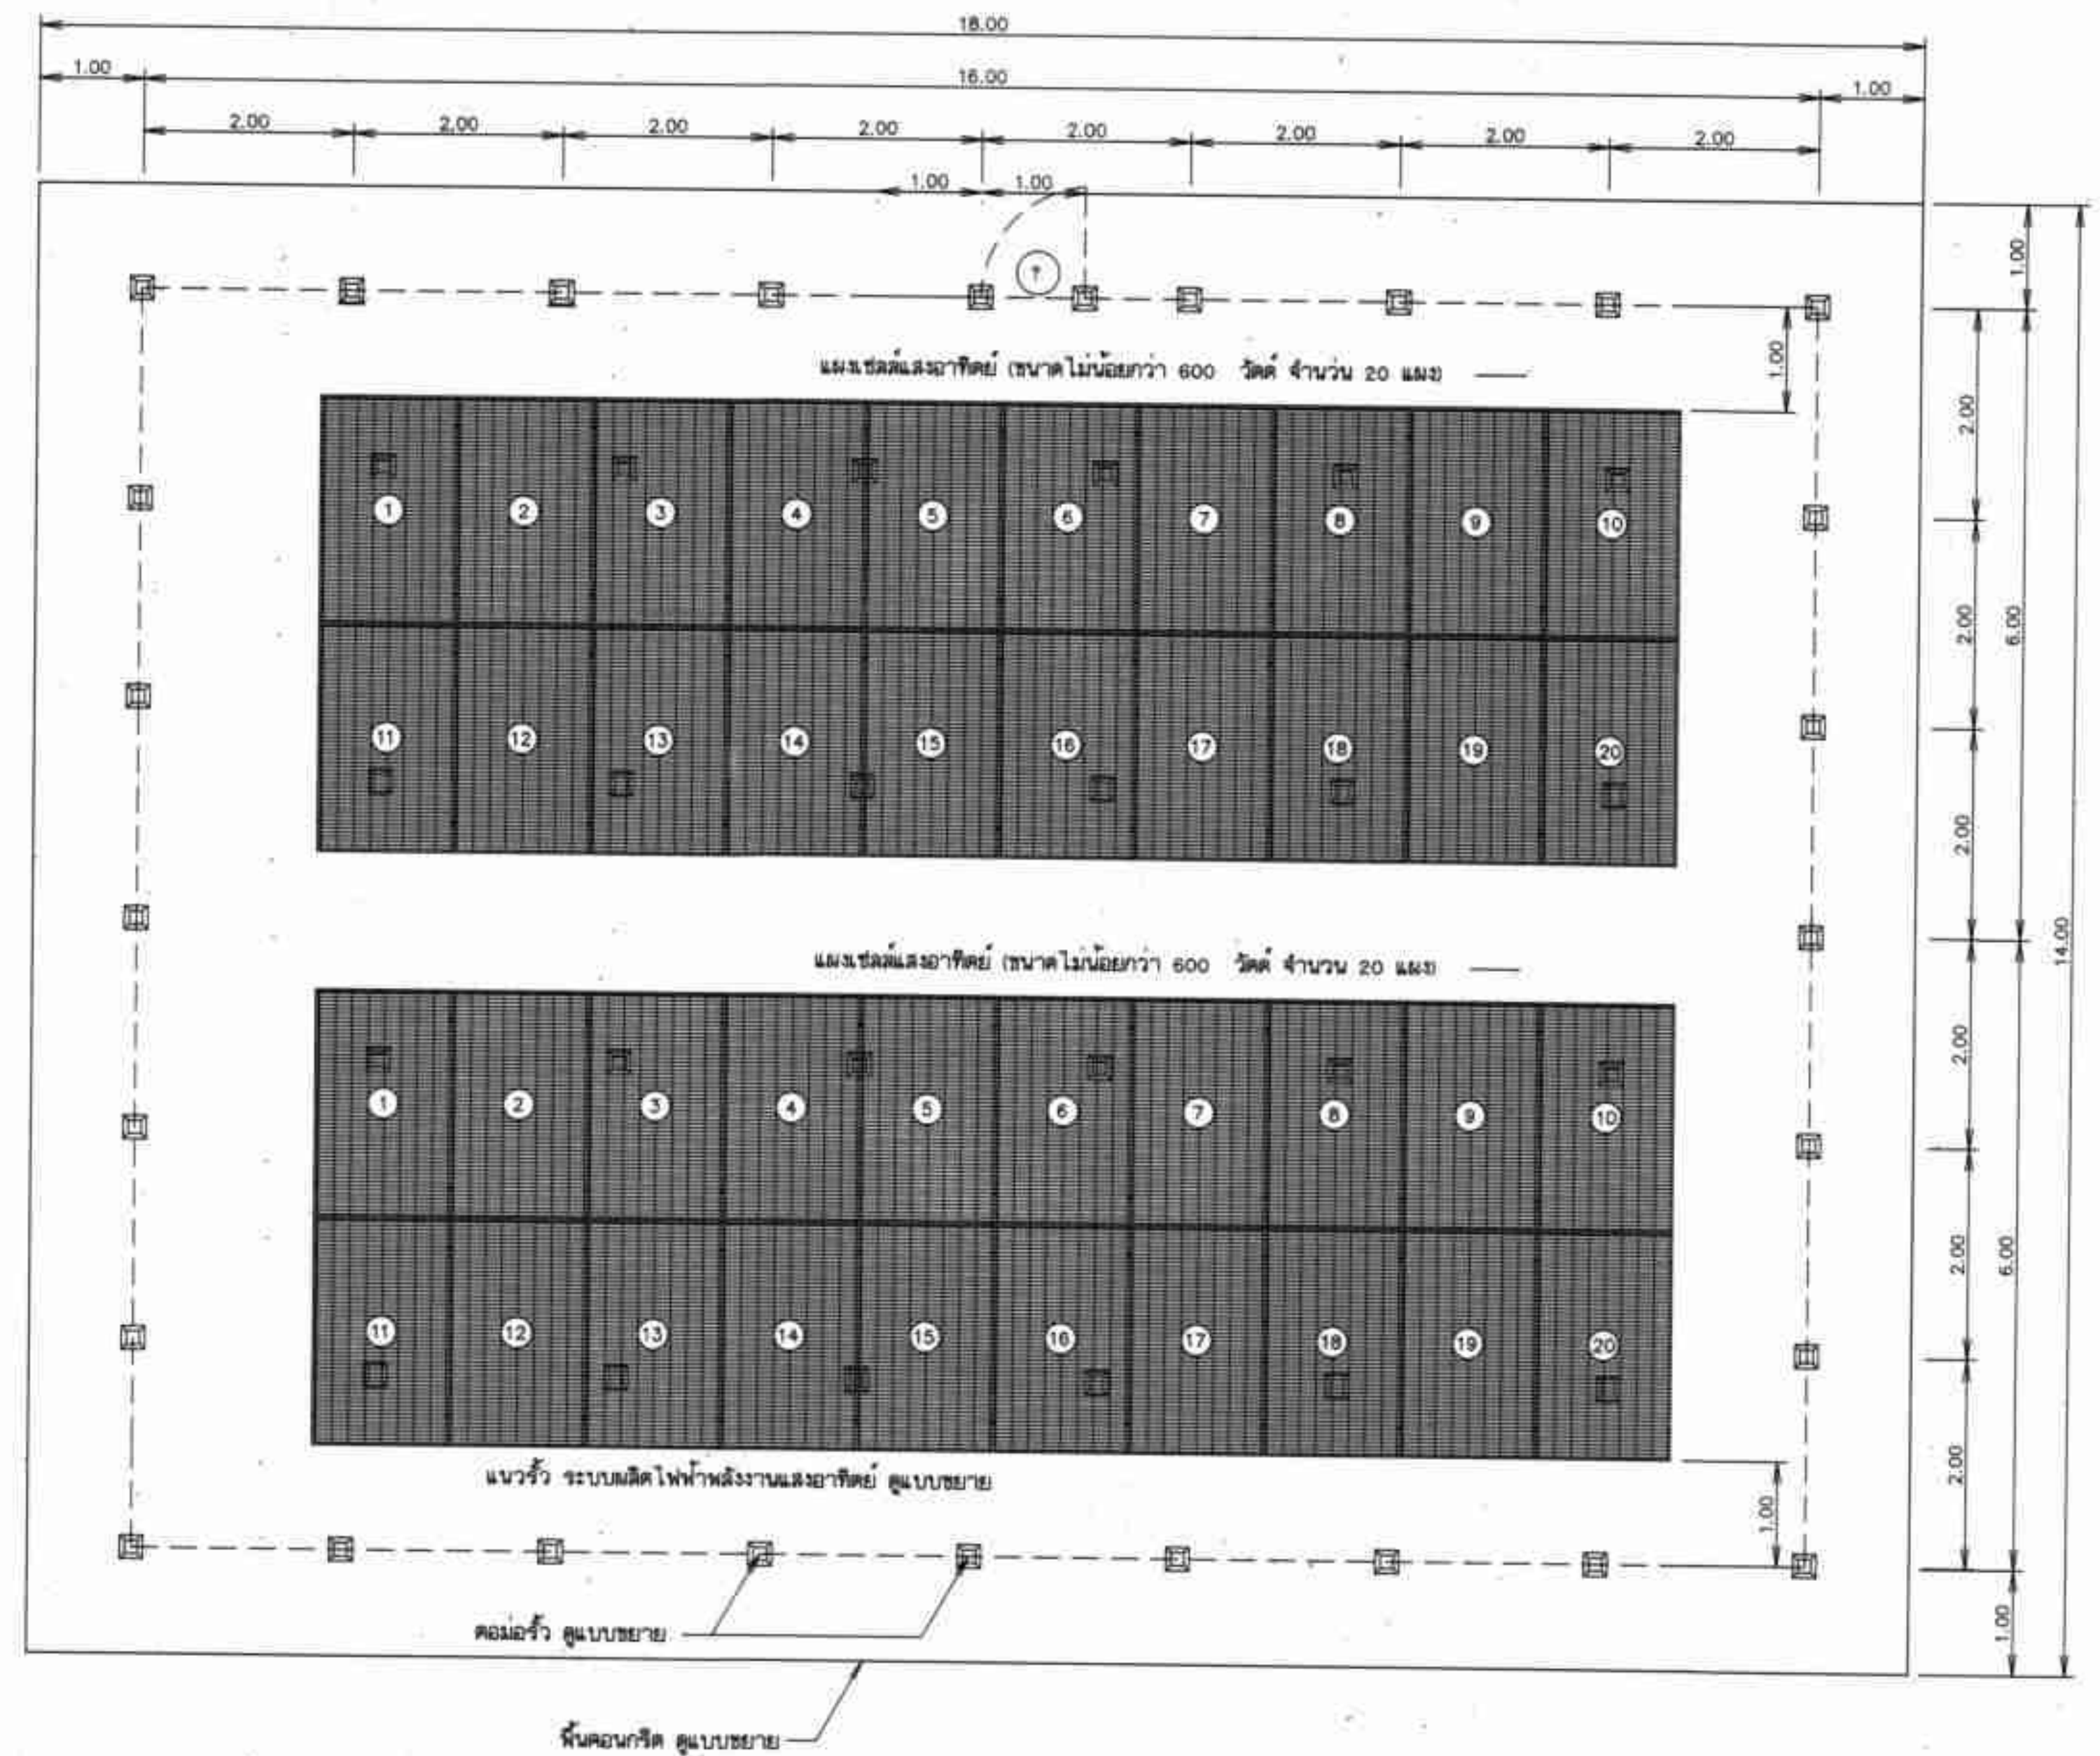 18.00
1.00 16.00 1.00
2.00 2.00 2.00 2.00 2.00 2.00 2.00 2.00
1.00 1.00
1.00
แผงเซลล์แสงอาทิตย์ (ขนาดไม่น้อยกว่า 600 วัตต์ จำนวน 20 แผง)
1.00
2.00
1 2 3 4 5 6 7 8 9 10
2.00 6.00
11 12 13 14 15 16 17 18 19 20
2.00
14.00
แผงเซลล์แสงอาทิตย์ (ขนาดไม่น้อยกว่า 600 วัตต์ จำนวน 20 แผง)
2.00
1 2 3 4 5 6 7 8 9 10
2.00 6.00
11 12 13 14 15 16 17 18 19 20
2.00
แนวรั้ว ระบบผลิตไฟฟ้าพลังงานแสงอาทิตย์ ดูแบบขยาย
1.00
ตอม่อรั้ว ดูแบบขยาย
1.00
พื้นคอนกรีต ดูแบบขยาย